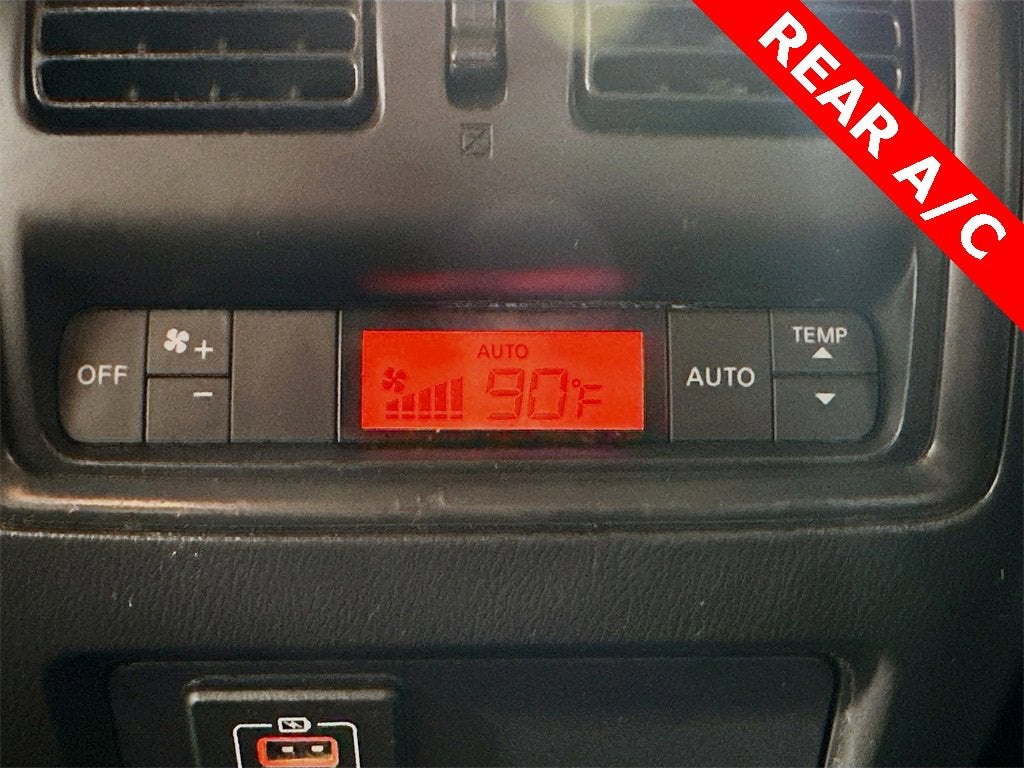 REAR A/C
OFF
+
−
AUTO
90°F
AUTO
TEMP